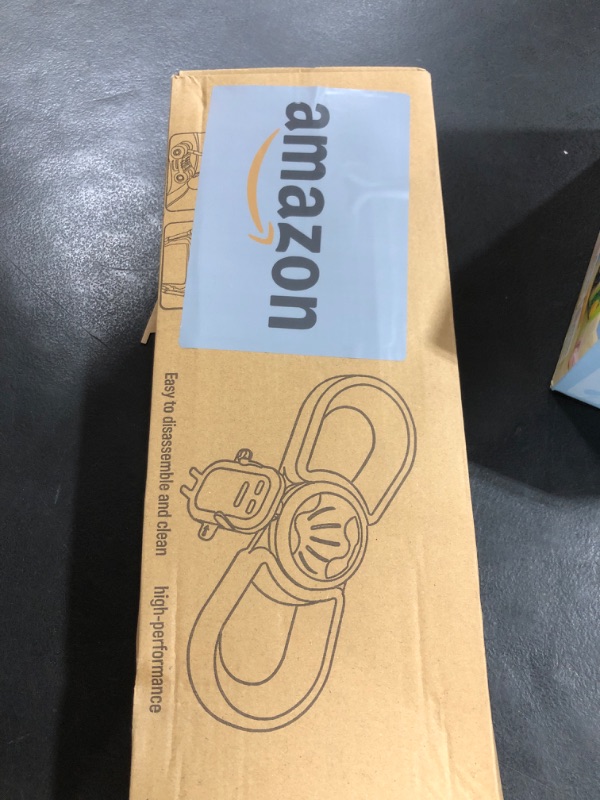 amazon
Easy to disassemble and clean high-performance